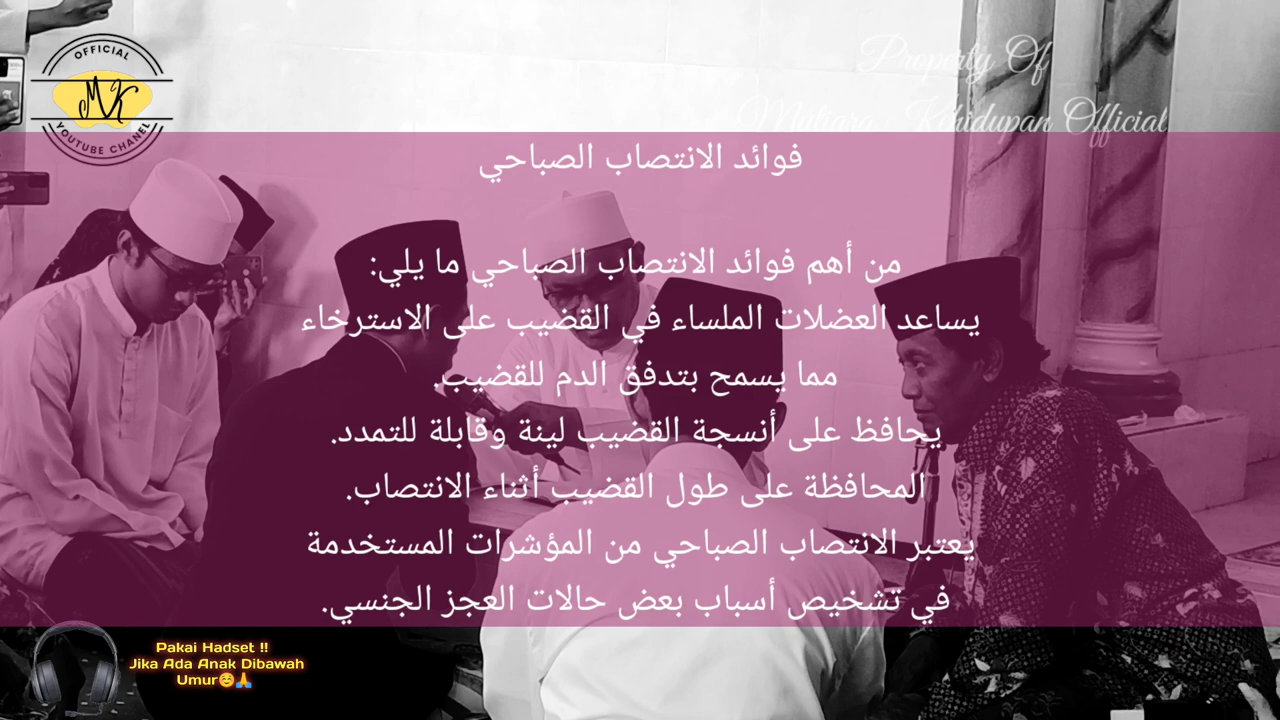 OFFICIAL
MK
YOUTUBE CHANEL
Property Of
Kehidupan Official
فوائد الانتصاب الصباحي
من أهم فوائد الانتصاب الصباحي ما يلي:
يساعد العضلات الملساء في القضيب على الاسترخاء
مما يسمح بتدفق الدم للقضيب.
يحافظ على أنسجة القضيب لينة وقابلة للتمدد.
المحافظة على طول القضيب أثناء الانتصاب.
يعتبر الانتصاب الصباحي من المؤشرات المستخدمة
في تشخيص أسباب بعض حالات العجز الجنسي.
Pakai Hadset !!
Jika Ada Anak Dibawah
Umur☺️🙏